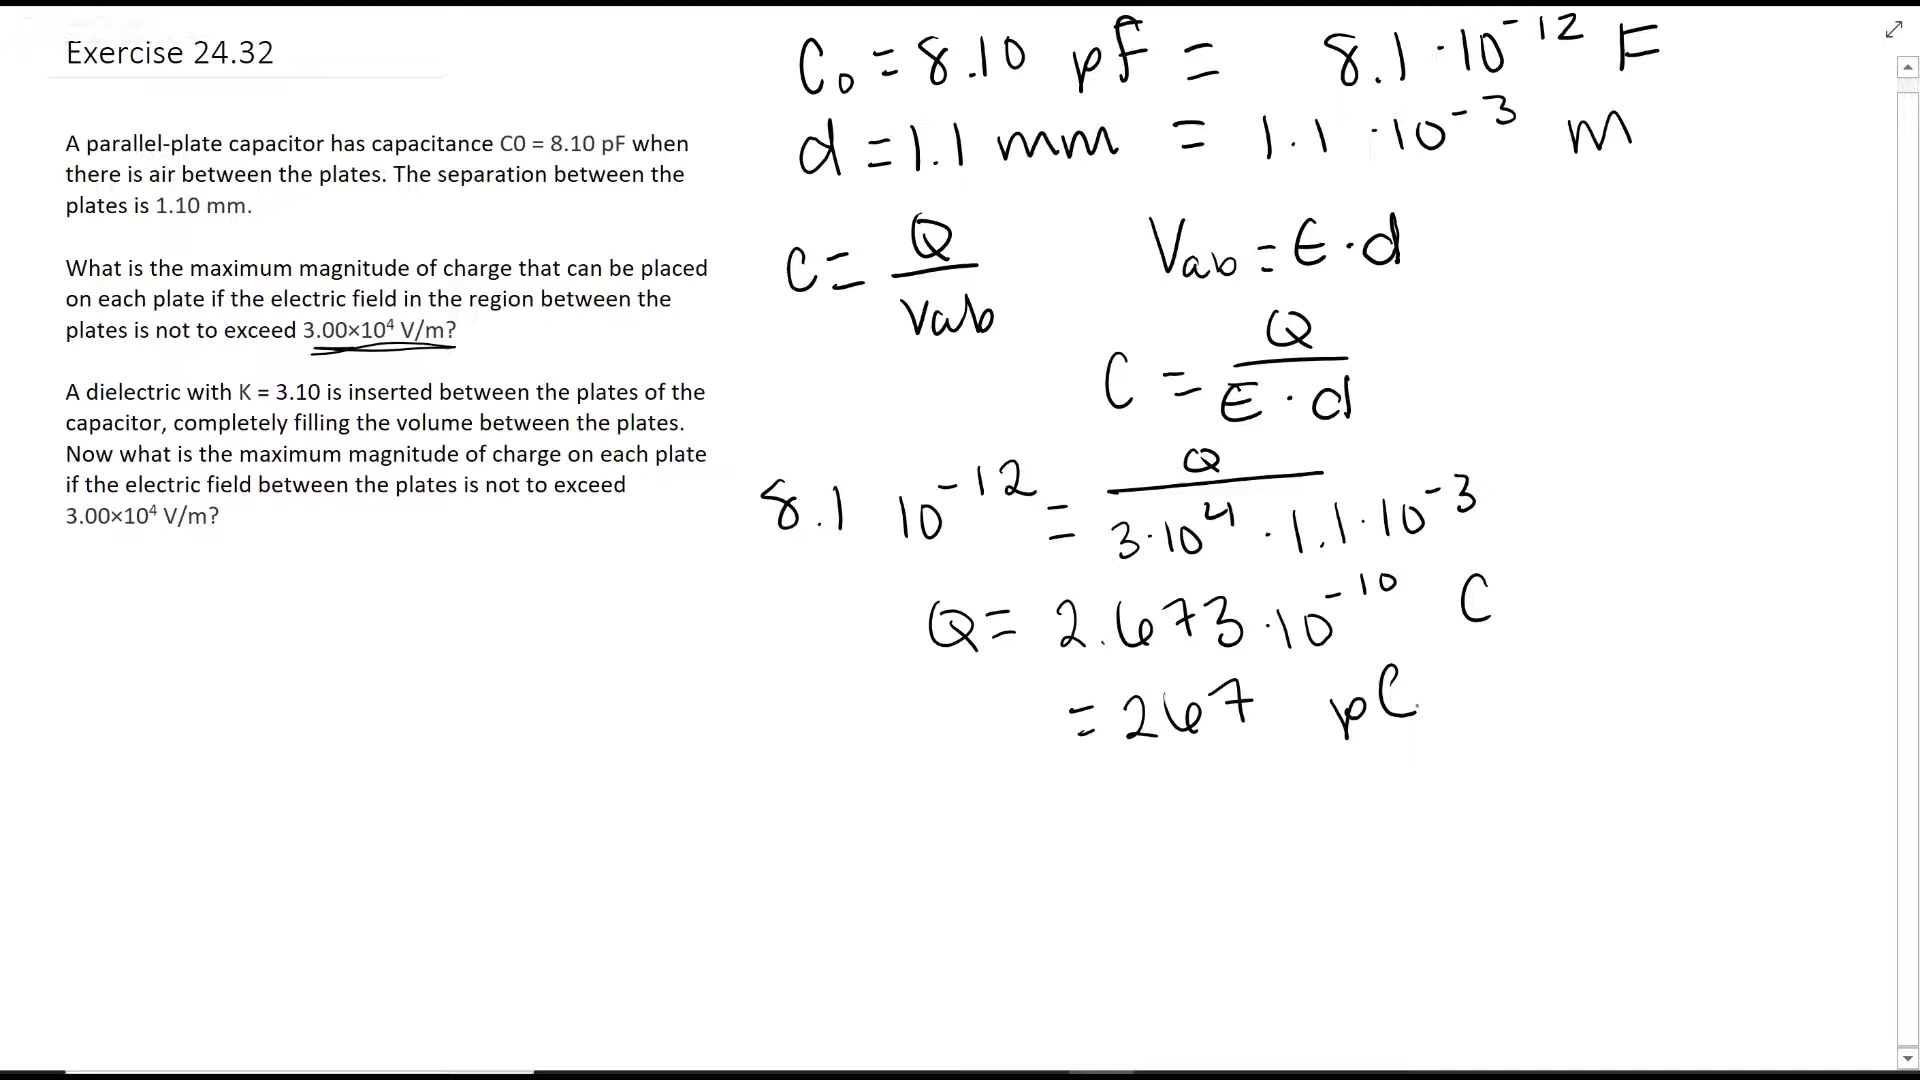 Exercise 24.32
A parallel-plate capacitor has capacitance C0 = 8.10 pF when
there is air between the plates. The separation between the
plates is 1.10 mm.
What is the maximum magnitude of charge that can be placed
on each plate if the electric field in the region between the
plates is not to exceed 3.00×10⁴ V/m?
A dielectric with K = 3.10 is inserted between the plates of the
capacitor, completely filling the volume between the plates.
Now what is the maximum magnitude of charge on each plate
if the electric field between the plates is not to exceed
3.00×10⁴ V/m?
C₀ = 8.10 pF = 8.1 · 10⁻¹² F
d = 1.1 mm = 1.1 · 10⁻³ m
C = Q / Vab
Vab = E · d
C = Q / E · d
8.1 10⁻¹² = Q / 3 · 10⁴ · 1.1 · 10⁻³
Q = 2.673 · 10⁻¹⁰ C
= 267 pC